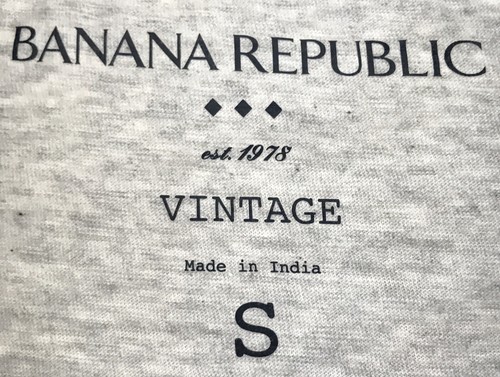 BANANA REPUBLIC
est. 1978
VINTAGE
Made in India
S